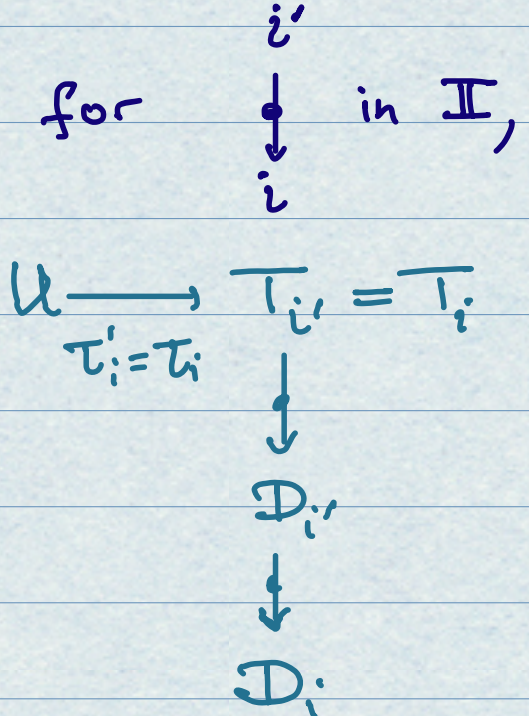 i'
for in 𝕀,
i
U T_{i'} = T_i
τ'_i = τ_i
D_{i'}
D_i